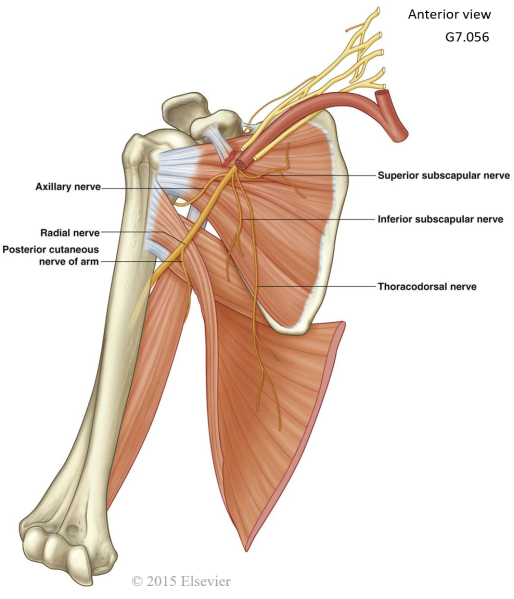 Anterior view
G7.056
Superior subscapular nerve
Axillary nerve
Inferior subscapular nerve
Radial nerve
Posterior cutaneous
nerve of arm
Thoracodorsal nerve
© 2015 Elsevier